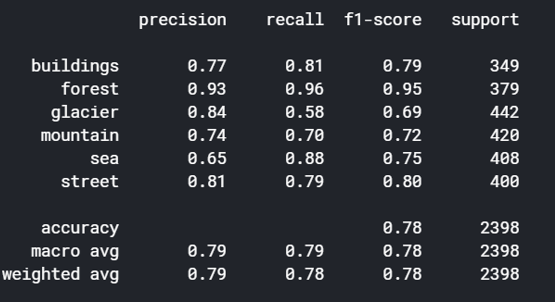 precision recall f1-score support
buildings 0.77 0.81 0.79 349
forest 0.93 0.96 0.95 379
glacier 0.84 0.58 0.69 442
mountain 0.74 0.70 0.72 420
sea 0.65 0.88 0.75 408
street 0.81 0.79 0.80 400
accuracy 0.78 2398
macro avg 0.79 0.79 0.78 2398
weighted avg 0.79 0.78 0.78 2398